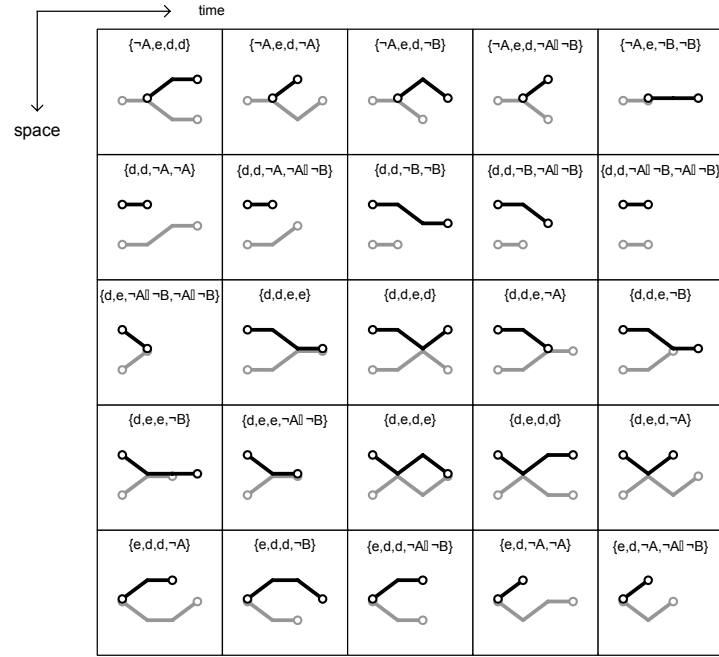 time
space
{¬A,e,d,d} {¬A,e,d,¬A} {¬A,e,d,¬B} {¬A,e,d,¬A▯¬B} {¬A,e,¬B,¬B}
{d,d,¬A,¬A} {d,d,¬A,¬A▯¬B} {d,d,¬B,¬B} {d,d,¬B,¬A▯¬B} {d,d,¬A▯¬B,¬A▯¬B}
{d,e,¬A▯¬B,¬A▯¬B} {d,d,e,e} {d,d,e,d} {d,d,e,¬A} {d,d,e,¬B}
{d,e,e,¬B} {d,e,e,¬A▯¬B} {d,e,d,e} {d,e,d,d} {d,e,d,¬A}
{e,d,d,¬A} {e,d,d,¬B} {e,d,d,¬A▯¬B} {e,d,¬A,¬A} {e,d,¬A,¬A▯¬B}